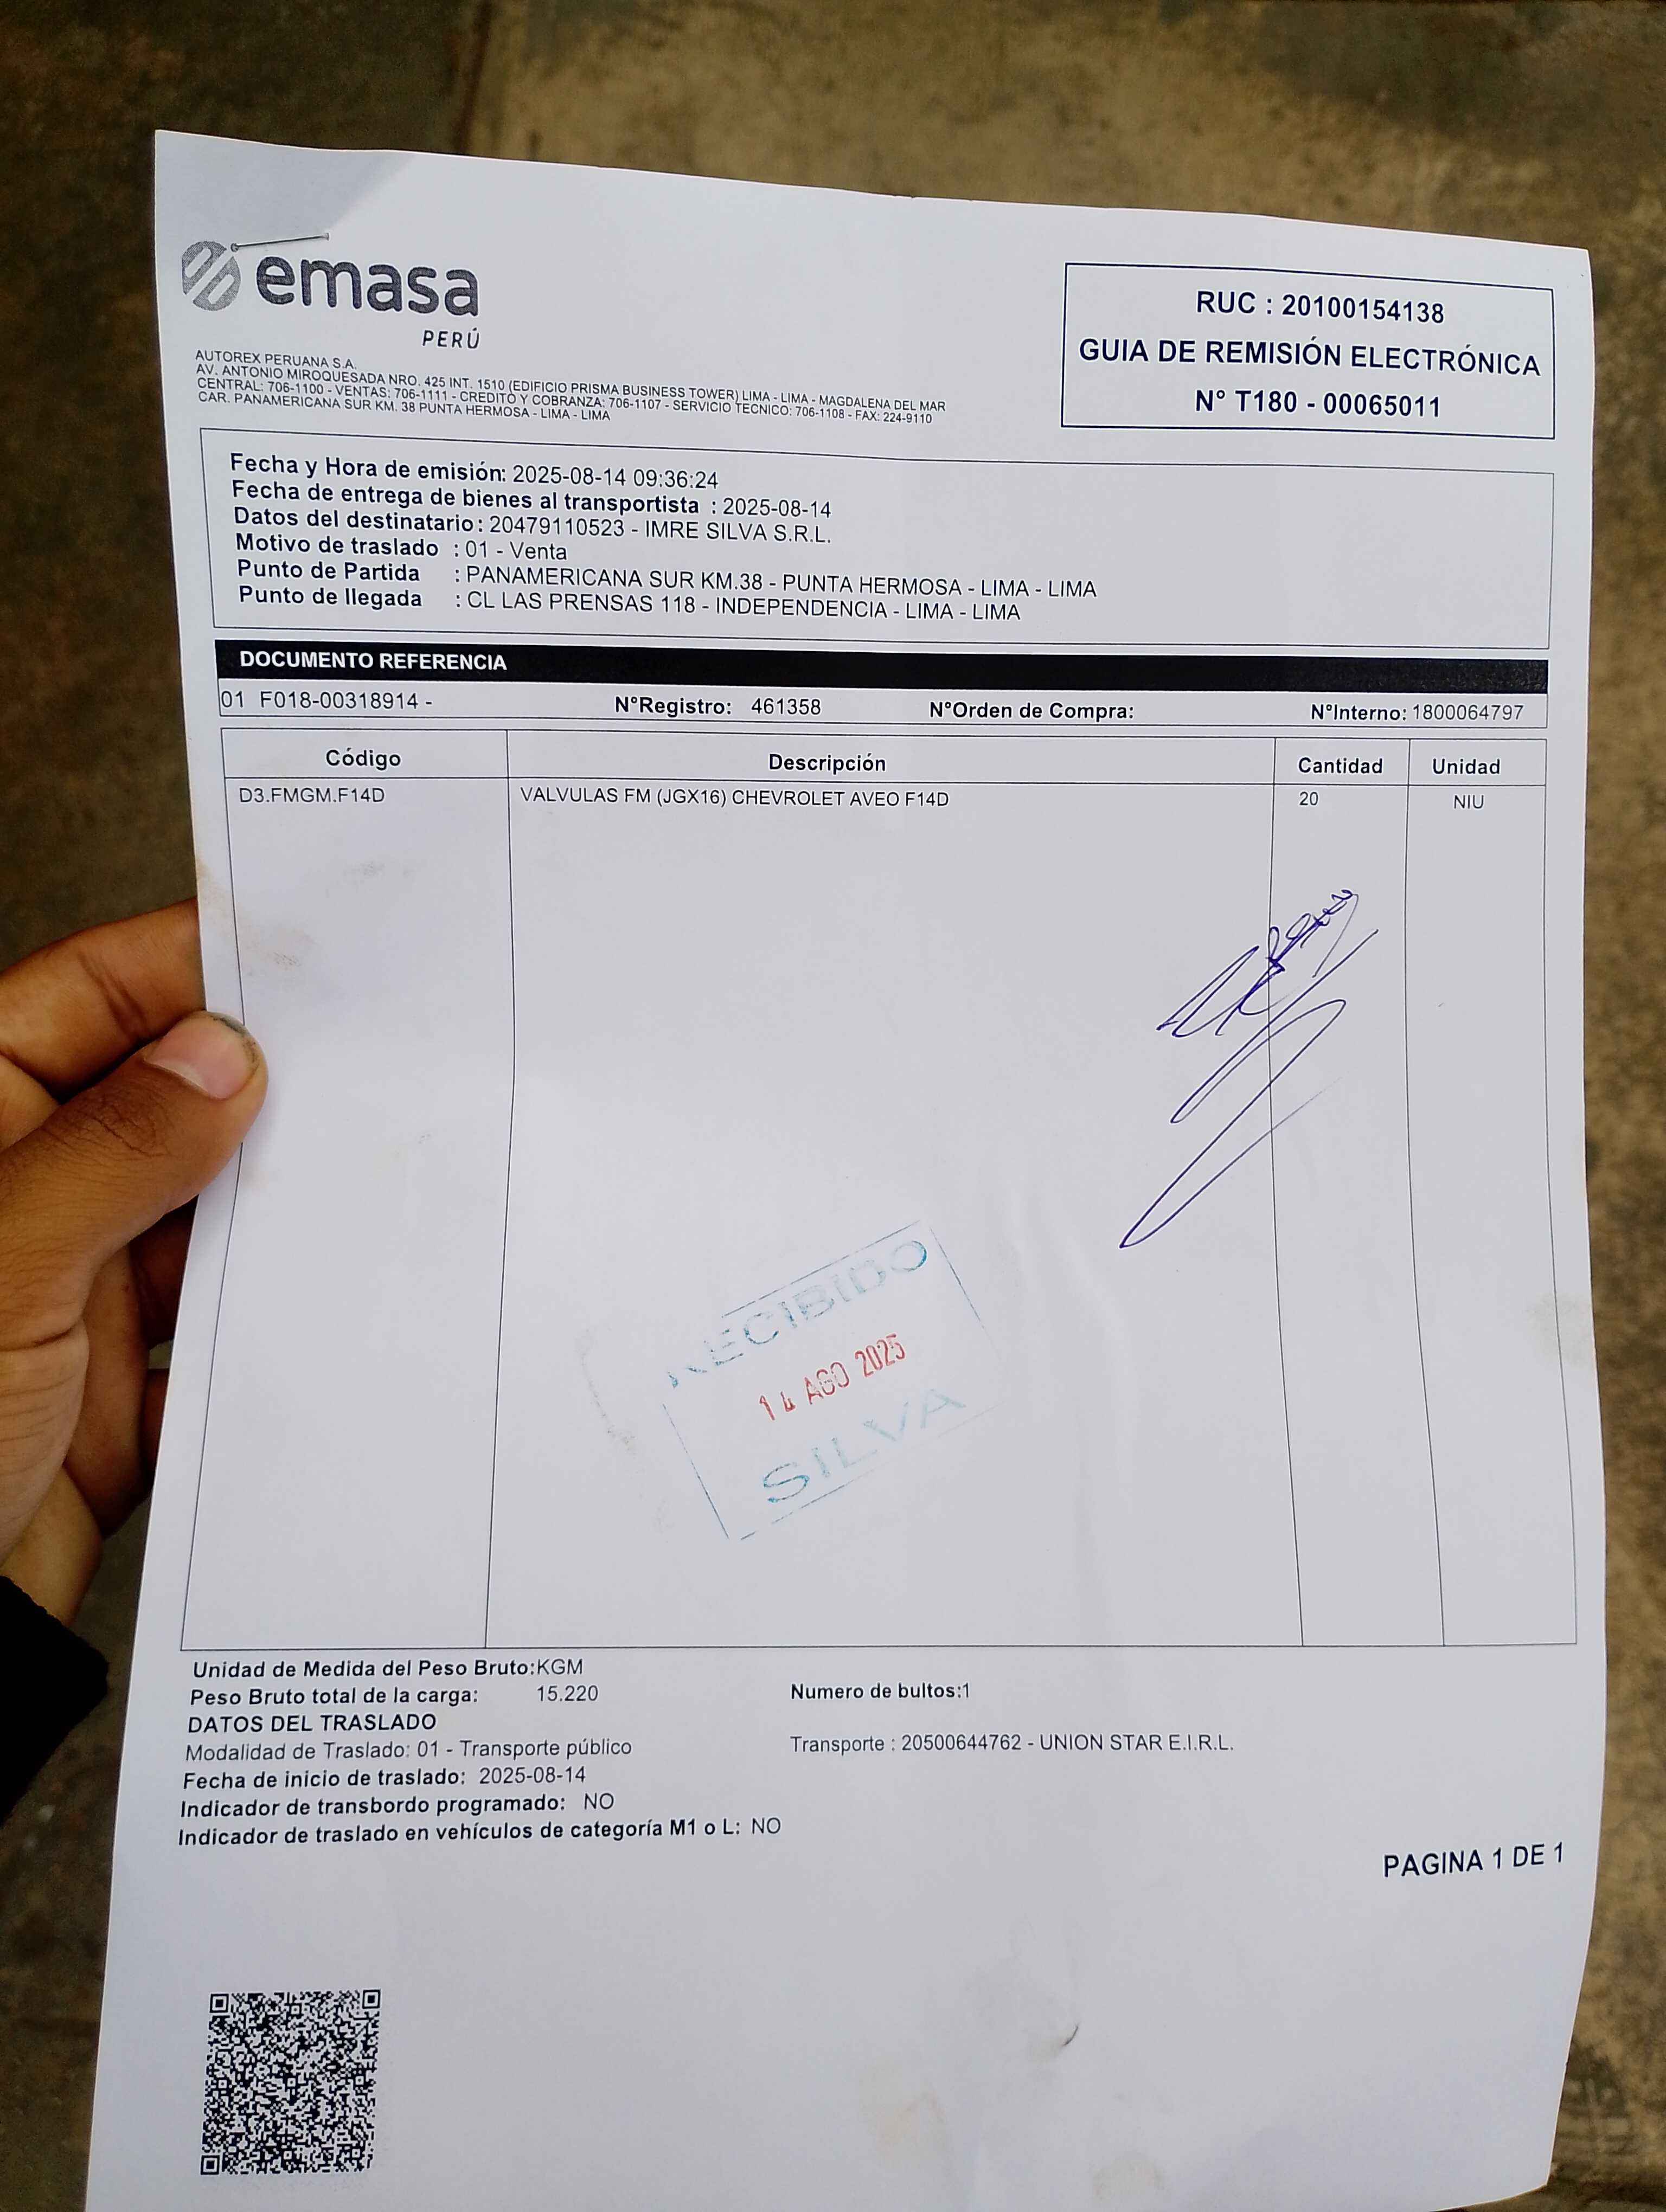 emasa
PERÚ
AUTOREX PERUANA S.A.
AV. ANTONIO MIROQUESADA NRO. 425 INT. 1510 (EDIFICIO PRISMA BUSINESS TOWER) LIMA - LIMA - MAGDALENA DEL MAR
CENTRAL: 706-1100 - VENTAS: 706-1111 - CREDITO Y COBRANZA: 706-1107 - SERVICIO TECNICO: 706-1108 - FAX: 224-9110
CAR. PANAMERICANA SUR KM. 38 PUNTA HERMOSA - LIMA - LIMA
RUC : 20100154138
GUIA DE REMISIÓN ELECTRÓNICA
N° T180 - 00065011
Fecha y Hora de emisión: 2025-08-14 09:36:24
Fecha de entrega de bienes al transportista : 2025-08-14
Datos del destinatario: 20479110523 - IMRE SILVA S.R.L.
Motivo de traslado : 01 - Venta
Punto de Partida : PANAMERICANA SUR KM.38 - PUNTA HERMOSA - LIMA - LIMA
Punto de llegada : CL LAS PRENSAS 118 - INDEPENDENCIA - LIMA - LIMA
DOCUMENTO REFERENCIA
01 F018-00318914 - N°Registro: 461358 N°Orden de Compra: N°Interno: 1800064797
Código Descripción Cantidad Unidad
D3.FMGM.F14D VALVULAS FM (JGX16) CHEVROLET AVEO F14D 20 NIU
RECIBIDO
14 AGO 2025
SILVA
Unidad de Medida del Peso Bruto:KGM
Peso Bruto total de la carga: 15.220 Numero de bultos:1
DATOS DEL TRASLADO
Modalidad de Traslado: 01 - Transporte público Transporte : 20500644762 - UNION STAR E.I.R.L.
Fecha de inicio de traslado: 2025-08-14
Indicador de transbordo programado: NO
Indicador de traslado en vehículos de categoría M1 o L: NO
PAGINA 1 DE 1